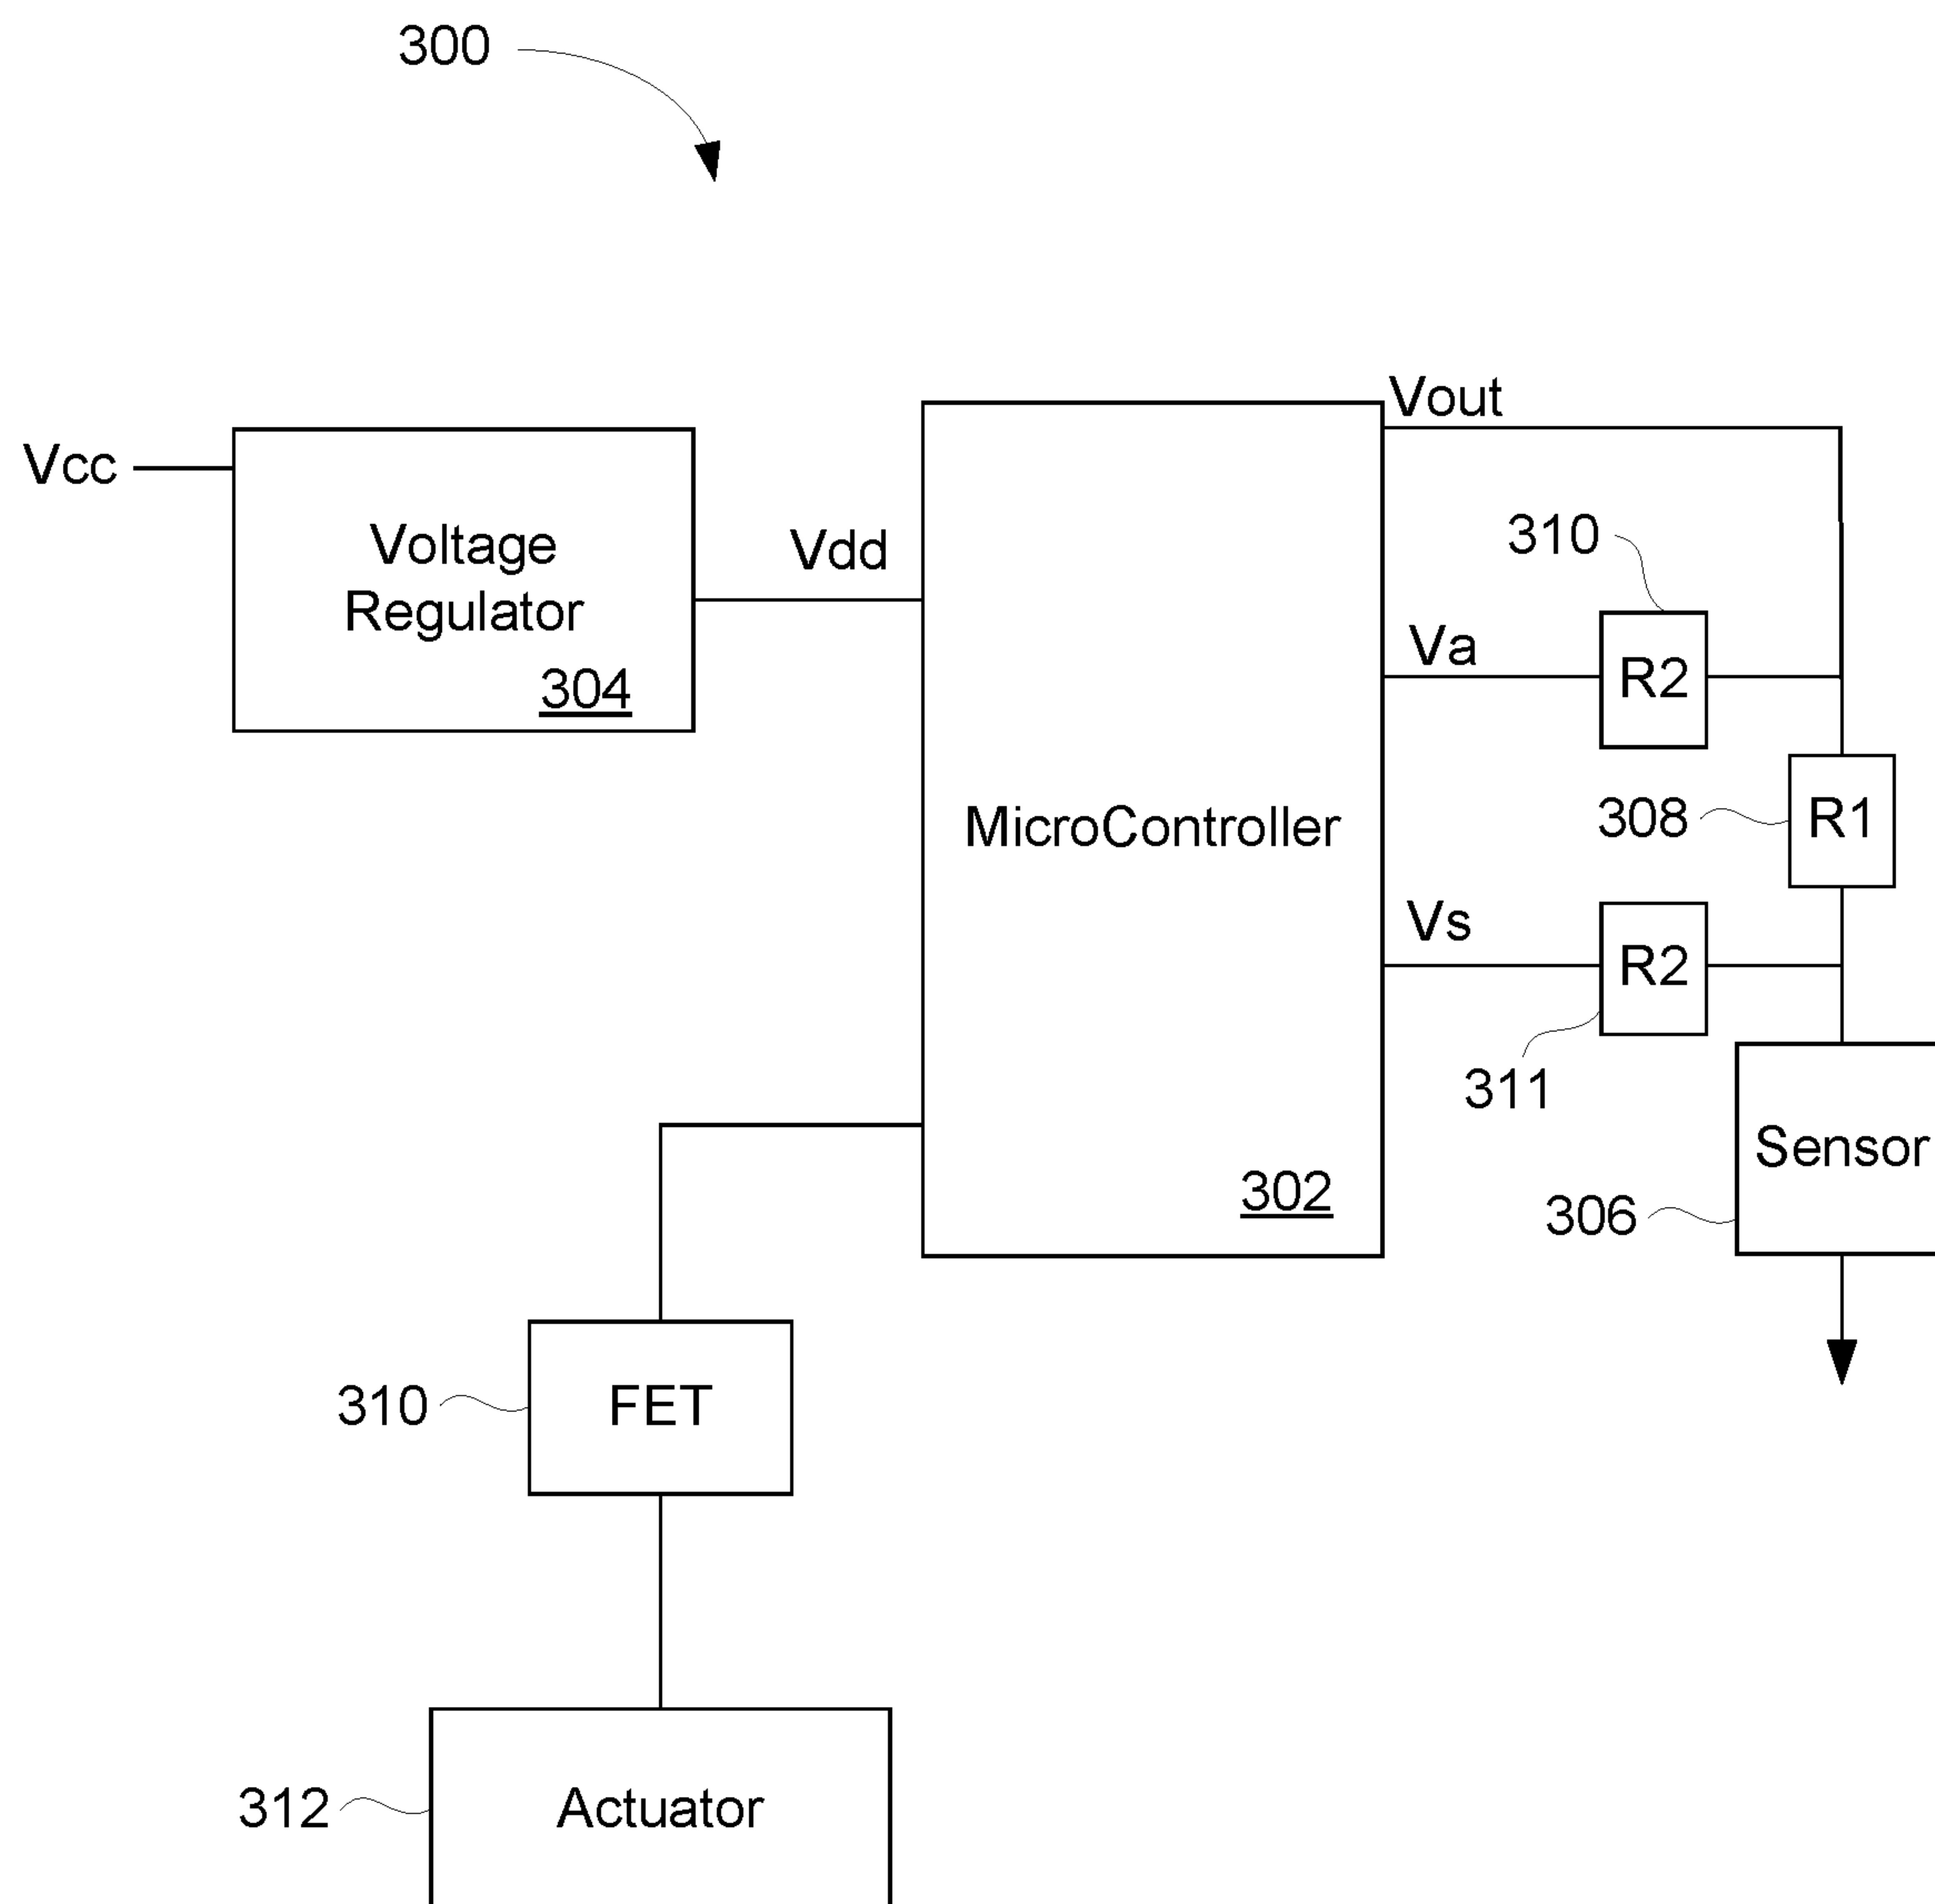 300
Vout
Vcc
Voltage
Regulator
304
Vdd
310
Va
R2
MicroController
308
R1
Vs
R2
311
Sensor
302
306
310
FET
312
Actuator